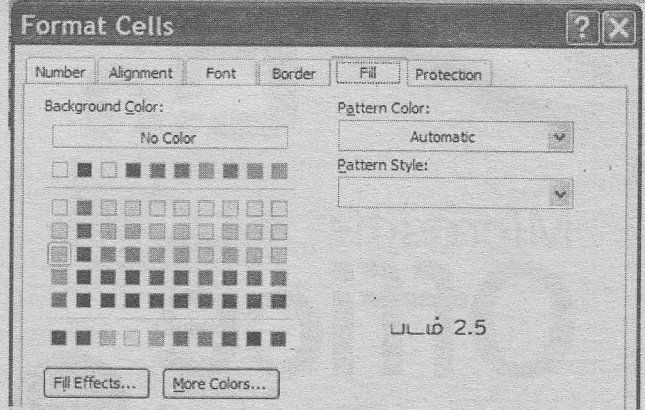 Format Cells
Number Alignment Font Border Fill Protection
Background Color:
No Color
Pattern Color:
Automatic
Pattern Style:
படம் 2.5
Fill Effects... More Colors...